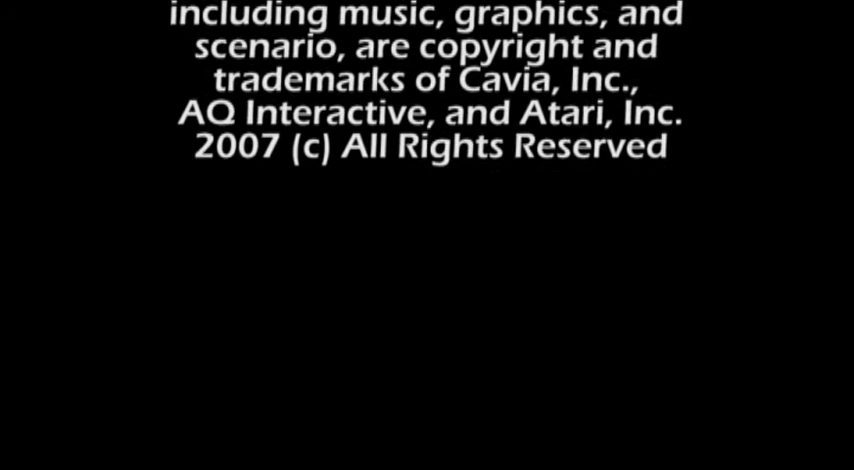 including music, graphics, and
scenario, are copyright and
trademarks of Cavia, Inc.,
AQ Interactive, and Atari, Inc.
2007 (c) All Rights Reserved